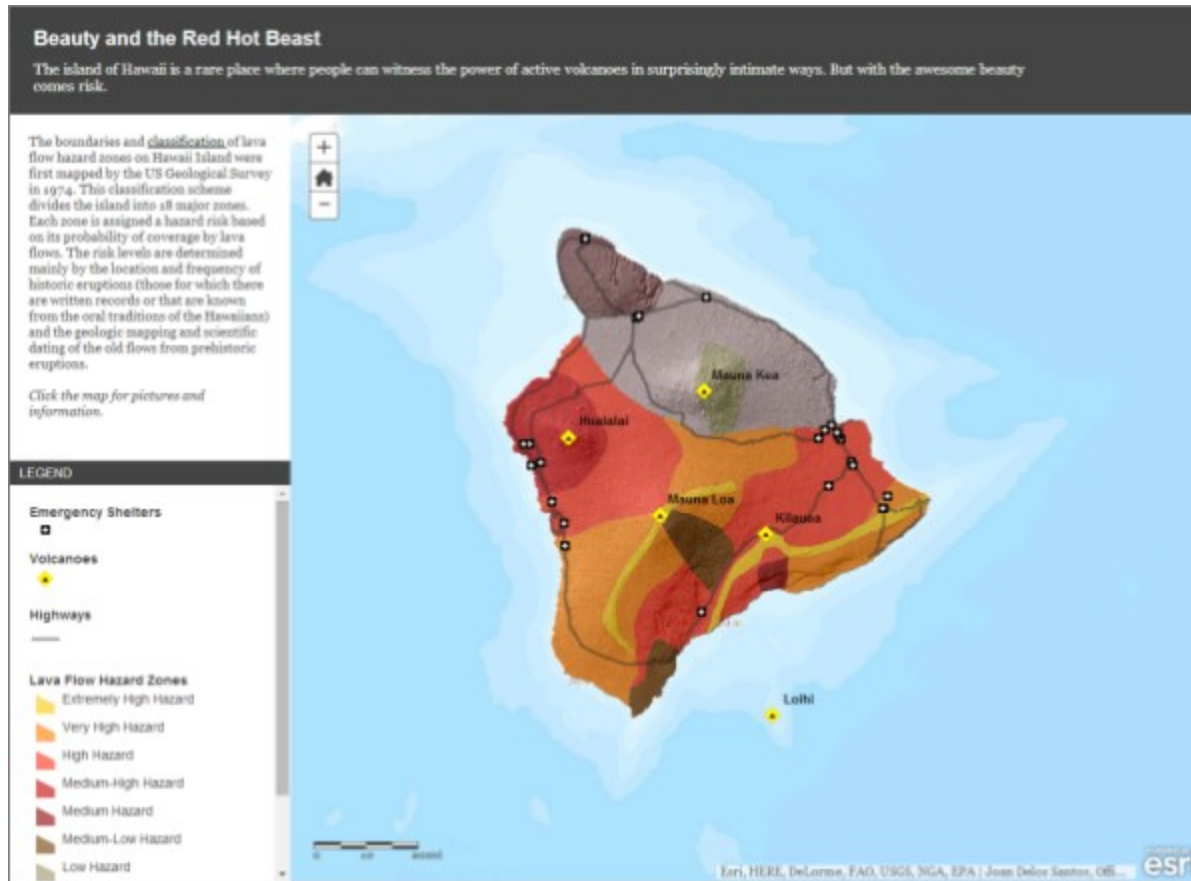 Beauty and the Red Hot Beast
The island of Hawaii is a rare place where people can witness the power of active volcanoes in surprisingly intimate ways. But with the awesome beauty
comes risk.
The boundaries and classification of lava
flow hazard zones on Hawaii Island were
first mapped by the US Geological Survey
in 1974. This classification scheme
divides the island into 18 major zones.
Each zone is assigned a hazard risk based
on its probability of coverage by lava
flows. The risk levels are determined
mainly by the location and frequency of
historic eruptions (those for which there
are written records or that are known
from the oral traditions of the Hawaiians)
and the geologic mapping and scientific
dating of the old flows from prehistoric
eruptions.
Click the map for pictures and
information.
LEGEND
Emergency Shelters
Volcanoes
Highways
Lava Flow Hazard Zones
Extremely High Hazard
Very High Hazard
High Hazard
Medium-High Hazard
Medium Hazard
Medium-Low Hazard
Low Hazard
+
−
Mauna Kea
Hualalai
Mauna Loa
Kilauea
Loihi
0
Esri, HERE, DeLorme, FAO, USGS, NGA, EPA | Joan Delos Santos, Offi...
esri